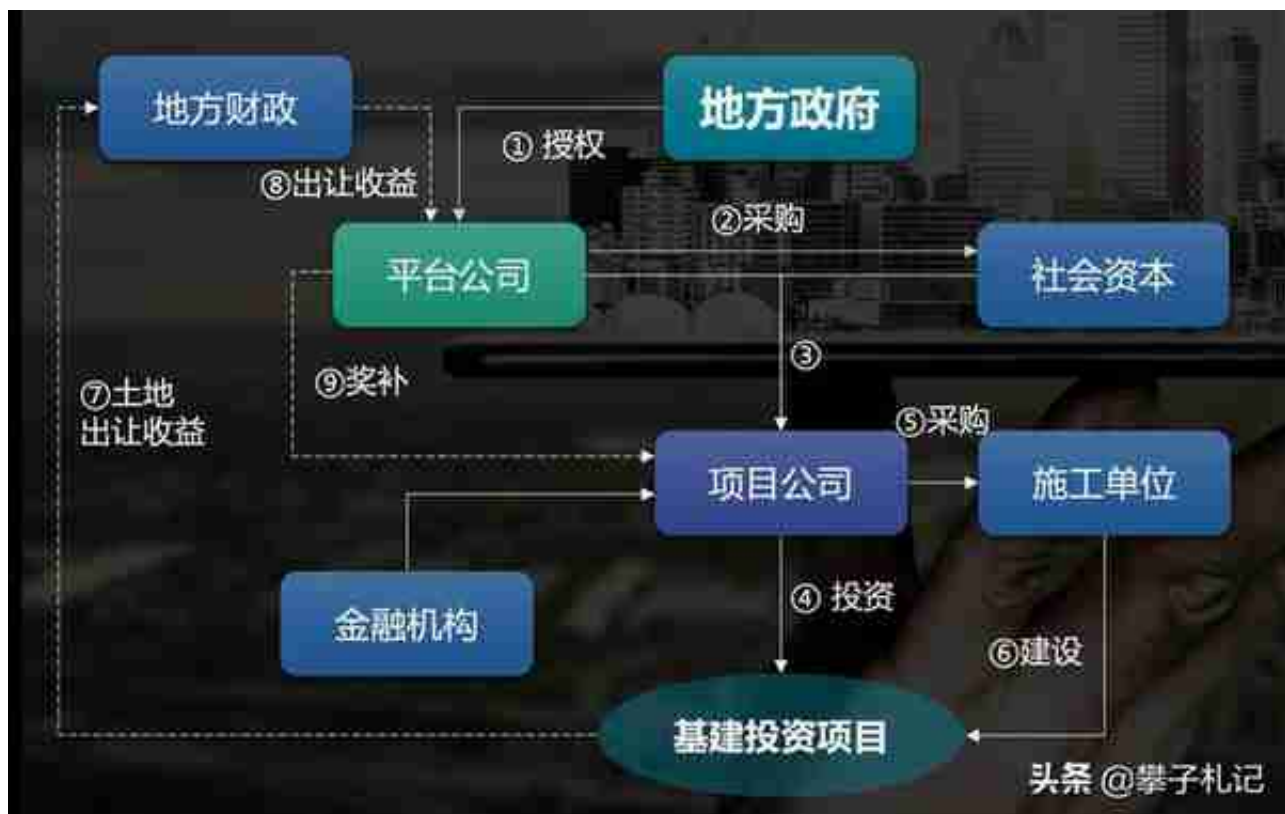 地方财政
地方政府
① 授权
⑧出让收益
②采购
平台公司
社会资本
③
⑨奖补
⑦土地
出让收益
⑤采购
项目公司
施工单位
④ 投资
金融机构
⑥建设
基建投资项目
头条 @攀子札记